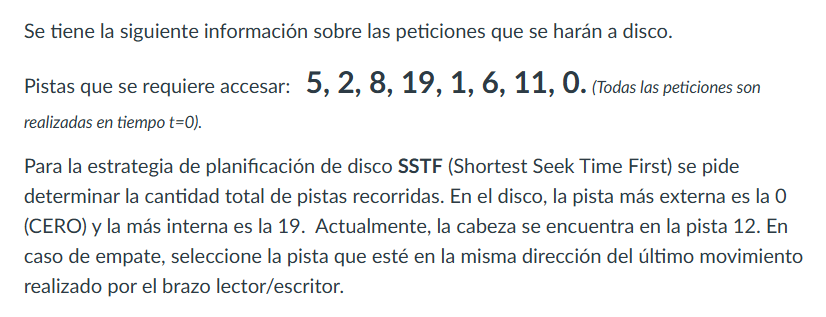 Se tiene la siguiente información sobre las peticiones que se harán a disco.
Pistas que se requiere accesar: 5, 2, 8, 19, 1, 6, 11, 0. (Todas las peticiones son
realizadas en tiempo t=0).
Para la estrategia de planificación de disco SSTF (Shortest Seek Time First) se pide
determinar la cantidad total de pistas recorridas. En el disco, la pista más externa es la 0
(CERO) y la más interna es la 19. Actualmente, la cabeza se encuentra en la pista 12. En
caso de empate, seleccione la pista que esté en la misma dirección del último movimiento
realizado por el brazo lector/escritor.